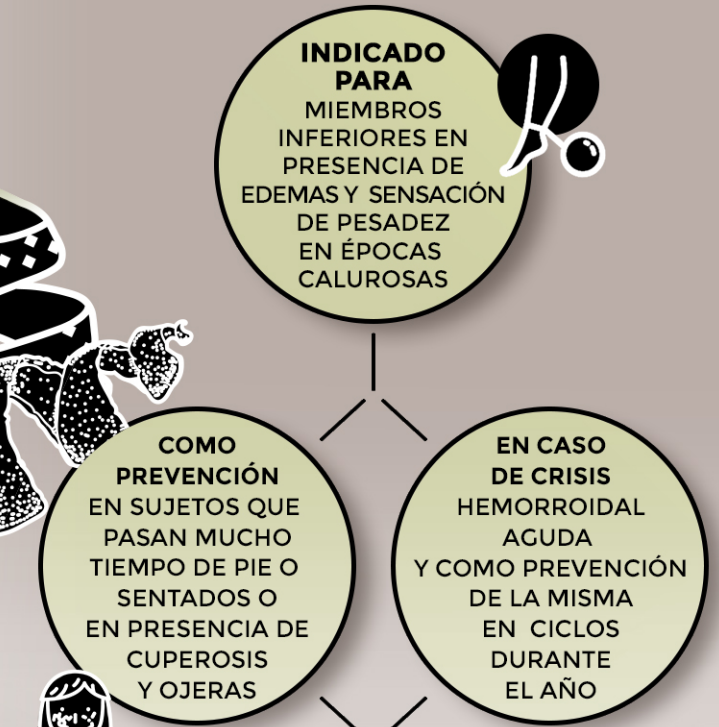 INDICADO
PARA
MIEMBROS
INFERIORES EN
PRESENCIA DE
EDEMAS Y SENSACIÓN
DE PESADEZ
EN ÉPOCAS
CALUROSAS
COMO
PREVENCIÓN
EN SUJETOS QUE
PASAN MUCHO
TIEMPO DE PIE O
SENTADOS O
EN PRESENCIA DE
CUPEROSIS
Y OJERAS
EN CASO
DE CRISIS
HEMORROIDAL
AGUDA
Y COMO PREVENCIÓN
DE LA MISMA
EN CICLOS
DURANTE
EL AÑO